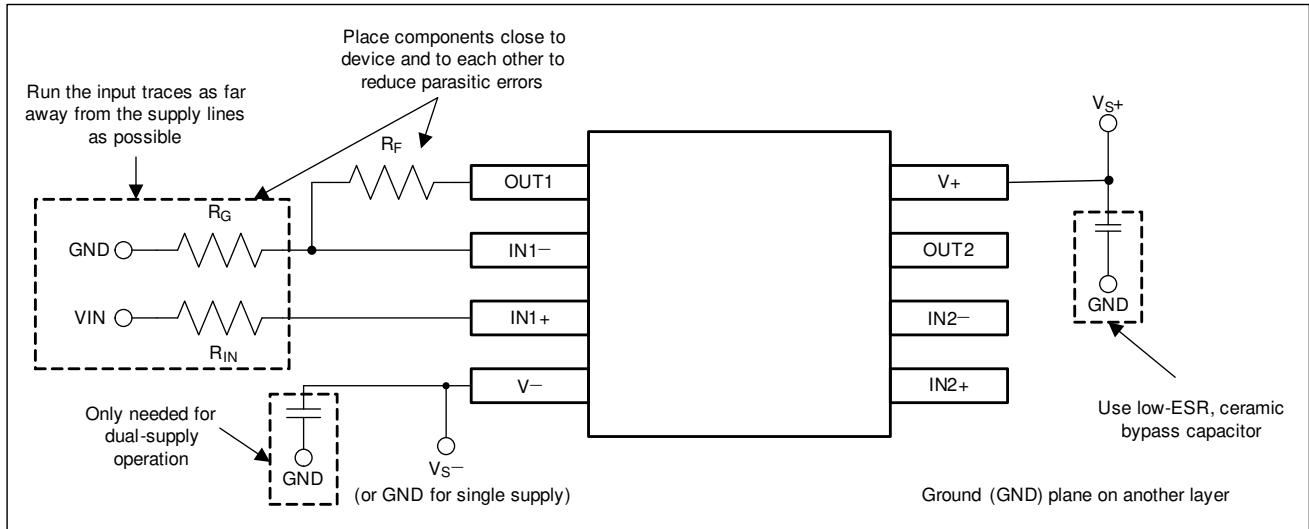 Place components close to
device and to each other to
reduce parasitic errors
Run the input traces as far
away from the supply lines
as possible
VS+
RF
OUT1
V+
RG
GND
IN1−
OUT2
GND
VIN
IN1+
IN2−
RIN
V−
IN2+
Only needed for
dual-supply
operation
Use low-ESR, ceramic
bypass capacitor
GND
VS−
(or GND for single supply)
Ground (GND) plane on another layer